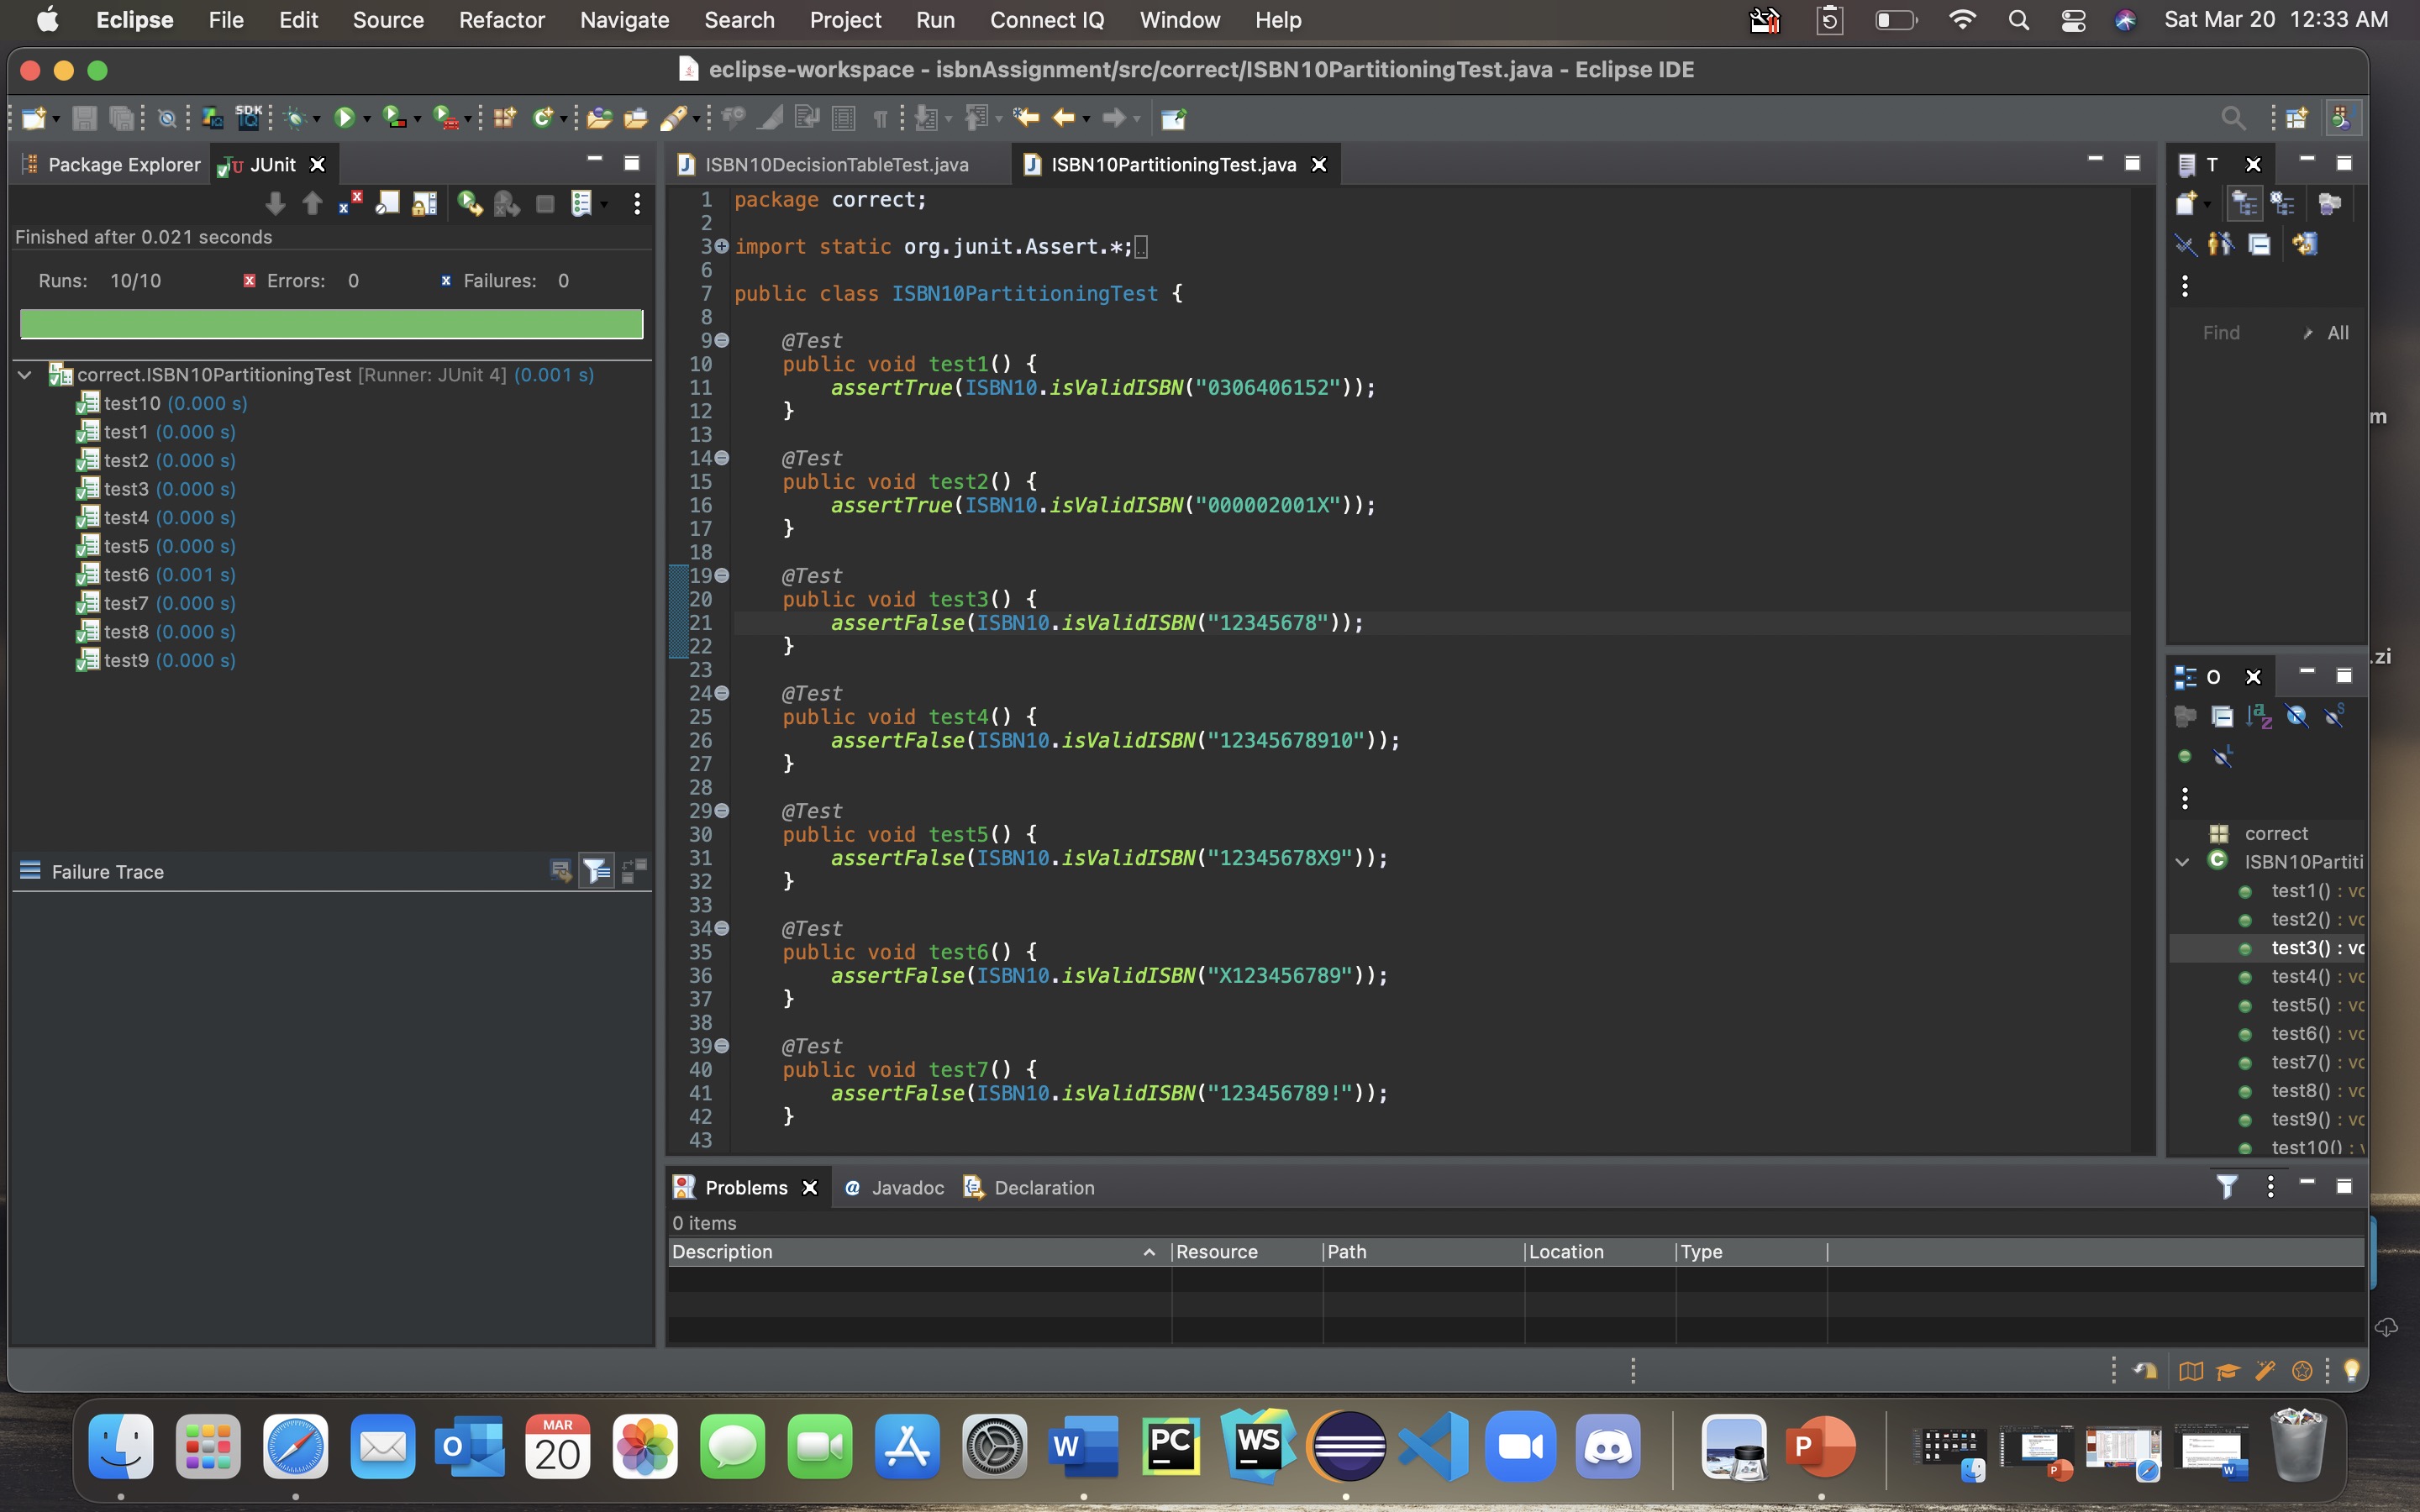 Eclipse File Edit Source Refactor Navigate Search Project Run Connect IQ Window Help Sat Mar 20 12:33 AM
eclipse-workspace - isbnAssignment/src/correct/ISBN10PartitioningTest.java - Eclipse IDE
SDK
Package Explorer JUnit
Finished after 0.021 seconds
Runs: 10/10 Errors: 0 Failures: 0
correct.ISBN10PartitioningTest [Runner: JUnit 4] (0.001 s)
test10 (0.000 s)
test1 (0.000 s)
test2 (0.000 s)
test3 (0.000 s)
test4 (0.000 s)
test5 (0.000 s)
test6 (0.001 s)
test7 (0.000 s)
test8 (0.000 s)
test9 (0.000 s)
Failure Trace
ISBN10DecisionTableTest.java ISBN10PartitioningTest.java
1 package correct;
2
3 import static org.junit.Assert.*;
6
7 public class ISBN10PartitioningTest {
8
9 @Test
10 public void test1() {
11 assertTrue(ISBN10.isValidISBN("0306406152"));
12 }
13
14 @Test
15 public void test2() {
16 assertTrue(ISBN10.isValidISBN("000002001X"));
17 }
18
19 @Test
20 public void test3() {
21 assertFalse(ISBN10.isValidISBN("12345678"));
22 }
23
24 @Test
25 public void test4() {
26 assertFalse(ISBN10.isValidISBN("12345678910"));
27 }
28
29 @Test
30 public void test5() {
31 assertFalse(ISBN10.isValidISBN("12345678X9"));
32 }
33
34 @Test
35 public void test6() {
36 assertFalse(ISBN10.isValidISBN("X123456789"));
37 }
38
39 @Test
40 public void test7() {
41 assertFalse(ISBN10.isValidISBN("123456789!"));
42 }
43
T
Find All
O
correct
ISBN10Partiti
test1() : vo
test2() : vo
test3() : vo
test4() : vo
test5() : vo
test6() : vo
test7() : vo
test8() : vo
test9() : vo
test10() : v
m
.zi
Problems @ Javadoc Declaration
0 items
Description Resource Path Location Type
MAR
20
W
PC
WS
P